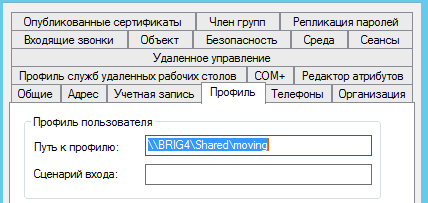 Опубликованные сертификаты Член групп Репликация паролей
Входящие звонки Объект Безопасность Среда Сеансы
Удаленное управление
Профиль служб удаленных рабочих столов COM+ Редактор атрибутов
Общие Адрес Учетная запись Профиль Телефоны Организация
Профиль пользователя
Путь к профилю: \\BRIG4\Shared\moving
Сценарий входа: